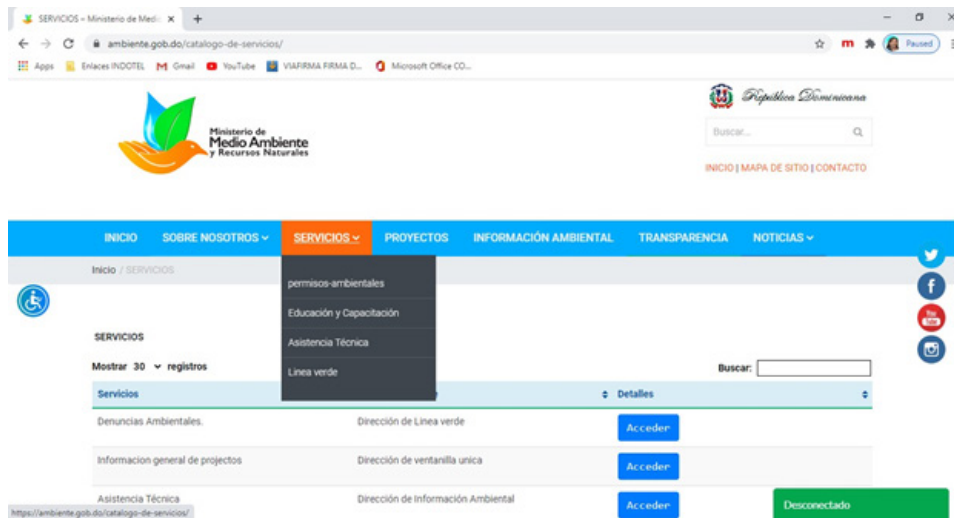 SERVICIOS – Ministerio de Medi
ambiente.gob.do/catalogo-de-servicios/
Paused
Apps
Enlaces INDOTEL
Gmail
YouTube
VIAFIRMA FIRMA D...
Microsoft Office CO...
República Dominicana
Ministerio de
Medio Ambiente
y Recursos Naturales
Buscar...
INICIO | MAPA DE SITIO | CONTACTO
INICIO SOBRE NOSOTROS SERVICIOS PROYECTOS INFORMACIÓN AMBIENTAL TRANSPARENCIA NOTICIAS
Inicio / SERVICIOS
permisos-ambientales
Educación y Capacitación
Asistencia Técnica
Linea verde
SERVICIOS
Mostrar 30 registros
Buscar:
Servicios Detalles
Denuncias Ambientales. Dirección de Linea verde Acceder
Informacion general de projectos Dirección de ventanilla unica Acceder
Asistencia Técnica Dirección de Información Ambiental Acceder
https://ambiente.gob.do/catalogo-de-servicios/
Desconectado
You
Tube